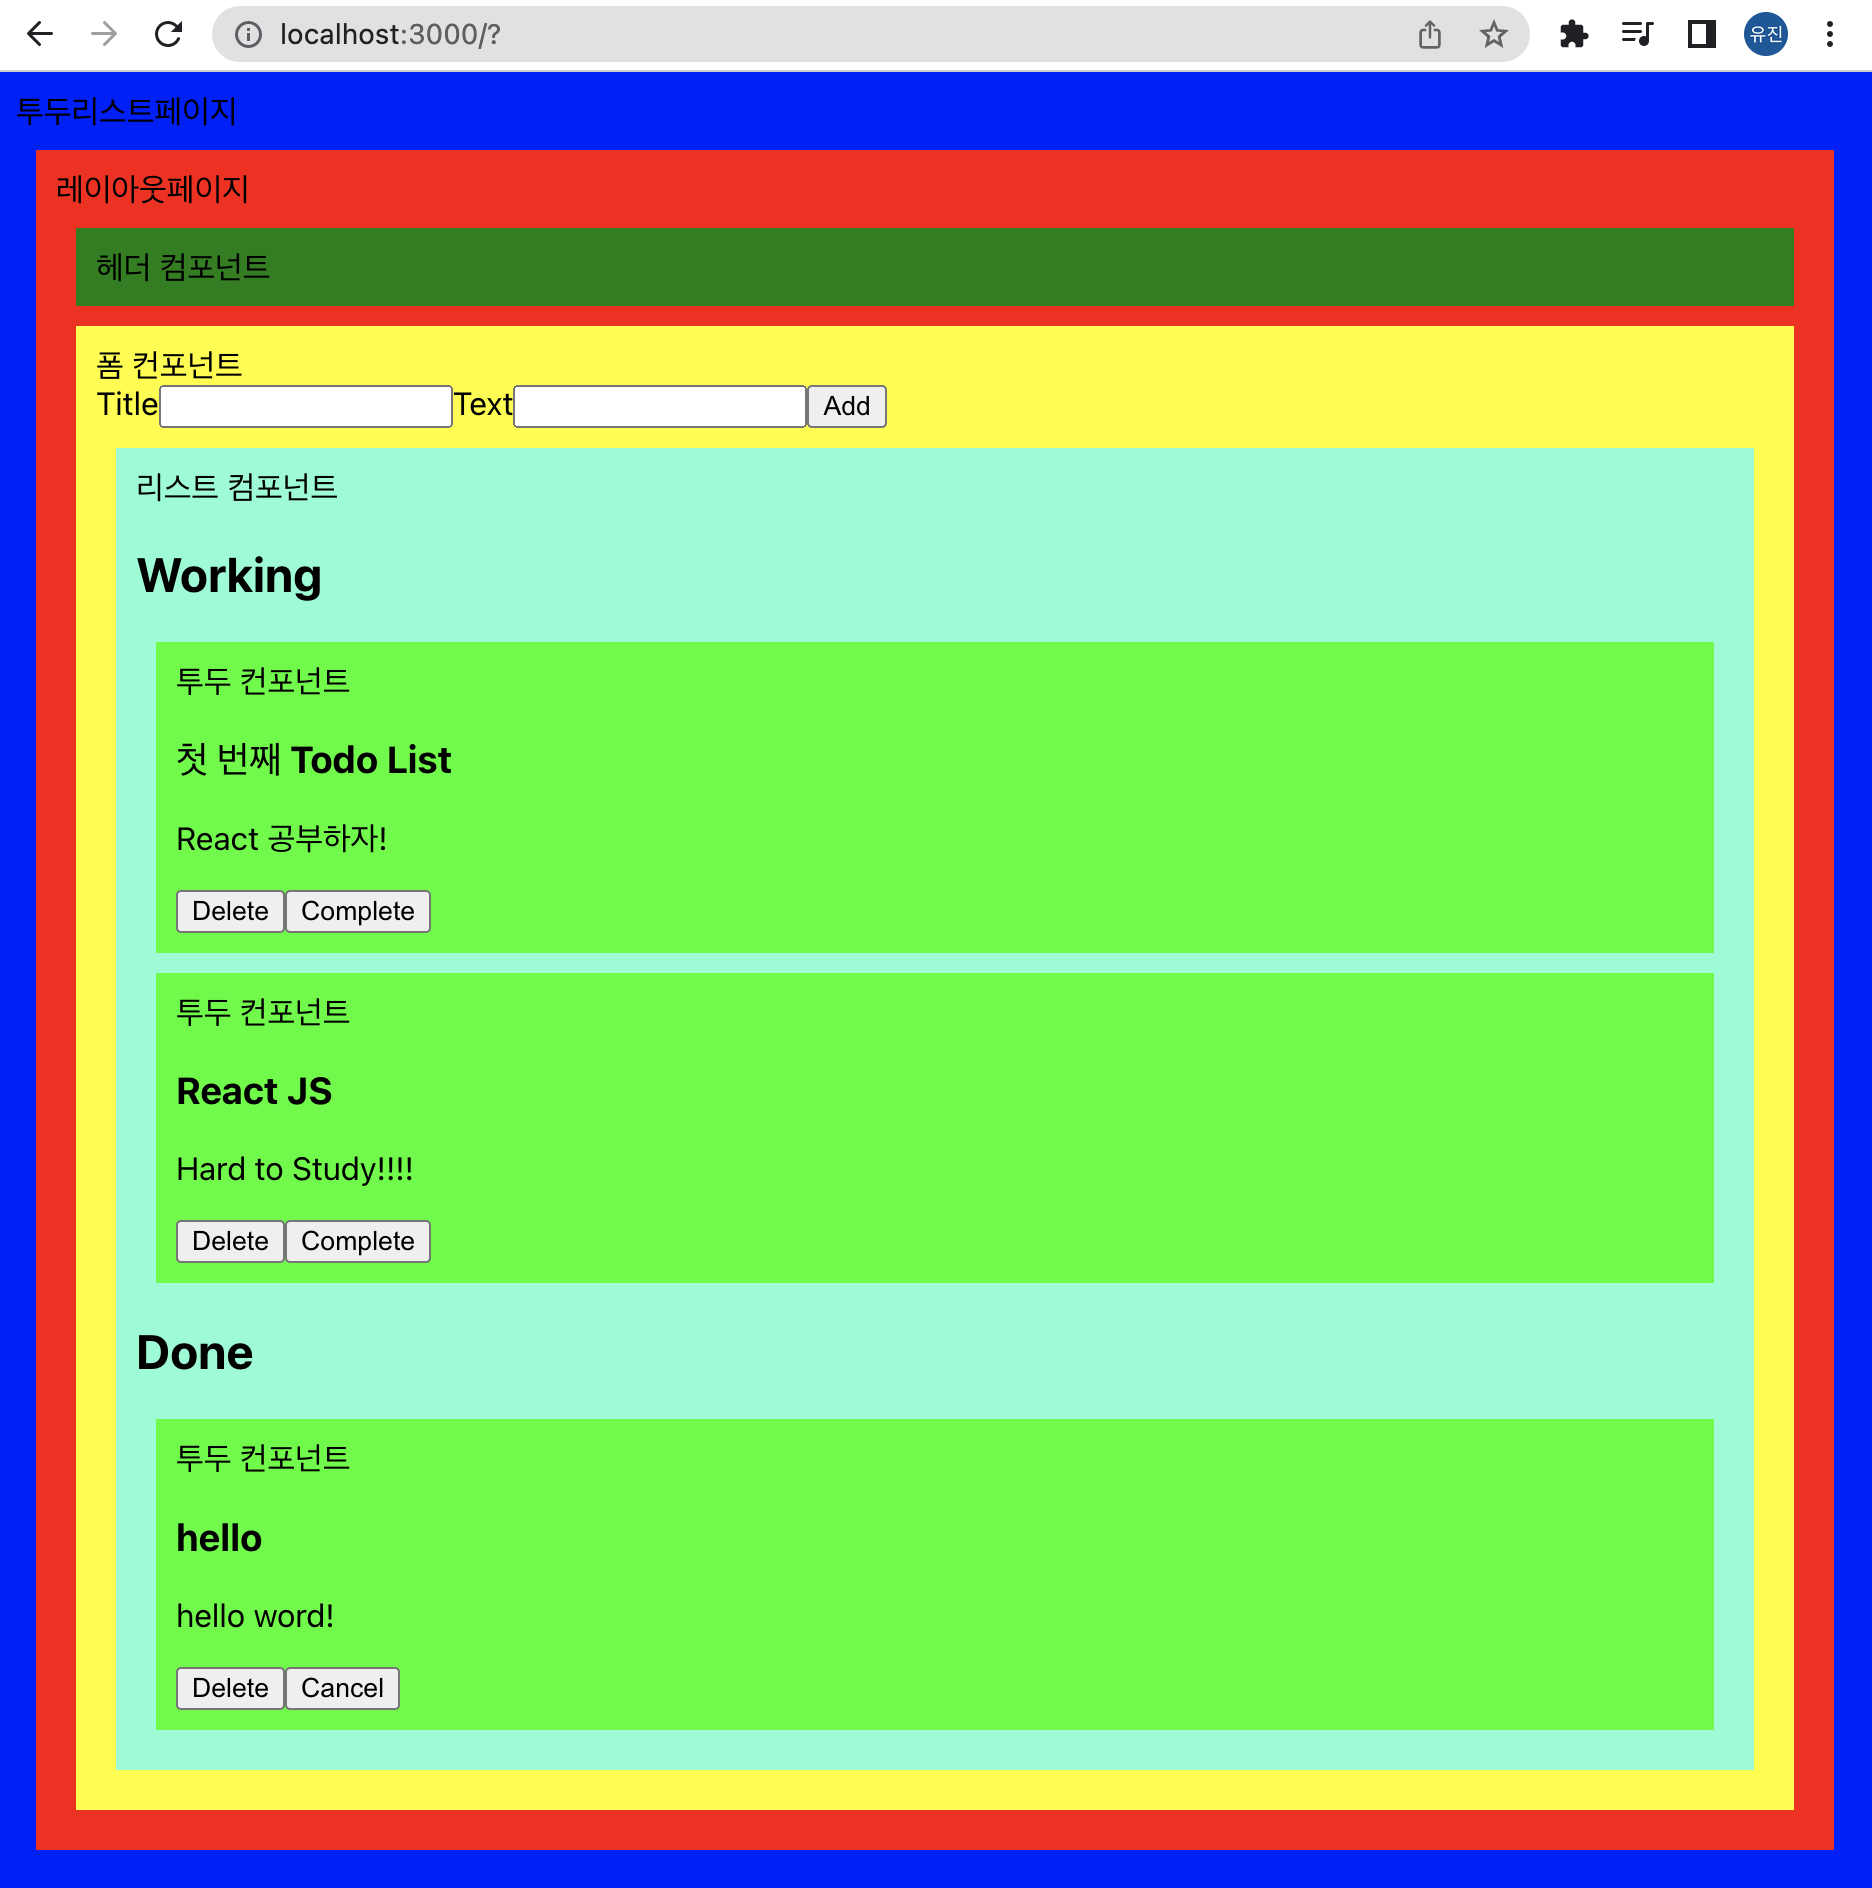 localhost:3000/?
유진
투두리스트페이지
레이아웃페이지
헤더 컴포넌트
폼 컨포넌트
Title Text Add
리스트 컴포넌트
Working
투두 컨포넌트
첫 번째 Todo List
React 공부하자!
Delete Complete
투두 컨포넌트
React JS
Hard to Study!!!!
Delete Complete
Done
투두 컨포넌트
hello
hello word!
Delete Cancel